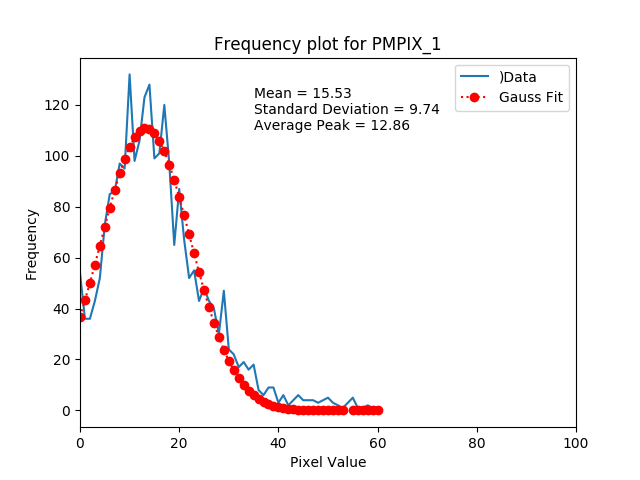 Frequency plot for PMPIX_1
Mean = 15.53
Standard Deviation = 9.74
Average Peak = 12.86
)Data
Gauss Fit
Frequency
120
100
80
60
40
20
0
0 20 40 60 80 100
Pixel Value